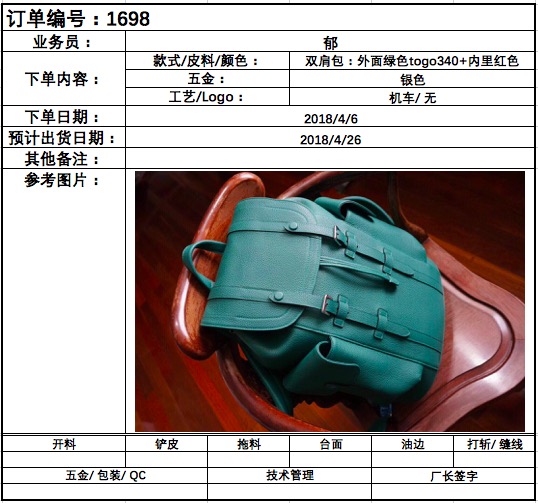 订单编号：1698
业务员： 郁
下单内容： 款式/皮料/颜色： 双肩包：外面绿色togo340+内里红色
五金： 银色
工艺/Logo： 机车/ 无
下单日期： 2018/4/6
预计出货日期： 2018/4/26
其他备注：
参考图片：
开料 铲皮 拖料 台面 油边 打斩/ 缝线
五金/ 包装/ QC 技术管理 厂长签字